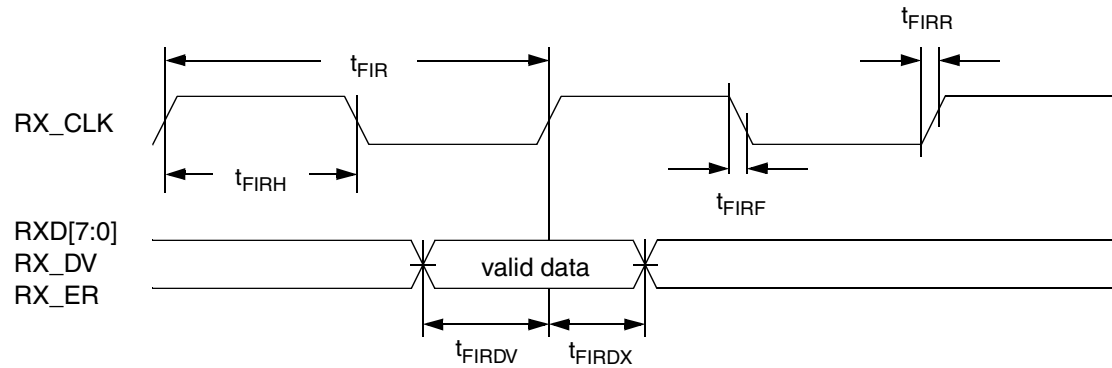 tFIRR
tFIR
RX_CLK
tFIRH
tFIRF
RXD[7:0]
RX_DV
valid data
RX_ER
tFIRDV
tFIRDX